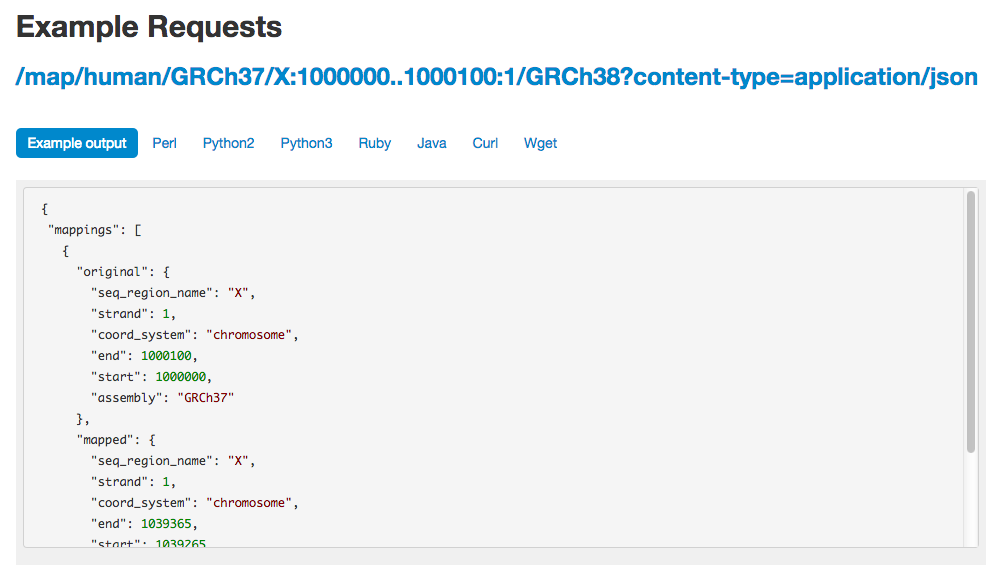 Example Requests
/map/human/GRCh37/X:1000000..1000100:1/GRCh38?content-type=application/json
Example output Perl Python2 Python3 Ruby Java Curl Wget
{
"mappings": [
{
"original": {
"seq_region_name": "X",
"strand": 1,
"coord_system": "chromosome",
"end": 1000100,
"start": 1000000,
"assembly": "GRCh37"
},
"mapped": {
"seq_region_name": "X",
"strand": 1,
"coord_system": "chromosome",
"end": 1039365,
"start": 1039265